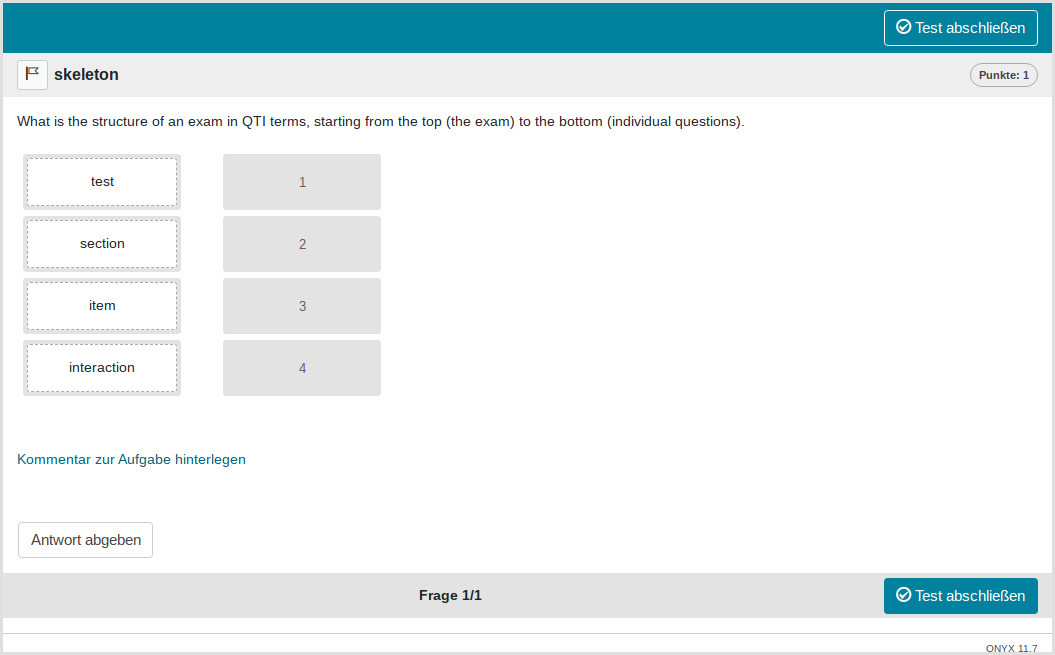 Test abschließen
skeleton
Punkte: 1
What is the structure of an exam in QTI terms, starting from the top (the exam) to the bottom (individual questions).
test 1
section 2
item 3
interaction 4
Kommentar zur Aufgabe hinterlegen
Antwort abgeben
Frage 1/1
Test abschließen
ONYX 11.7